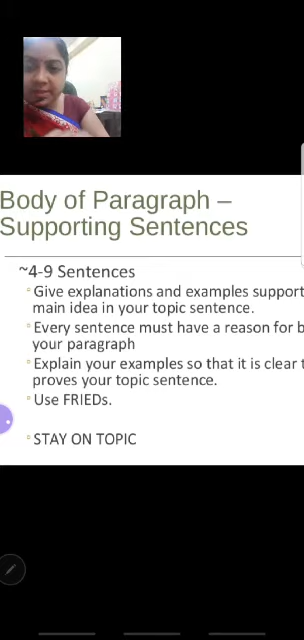 Body of Paragraph –
Supporting Sentences
~4-9 Sentences
Give explanations and examples support
main idea in your topic sentence.
Every sentence must have a reason for b
your paragraph
Explain your examples so that it is clear t
proves your topic sentence.
Use FRIEDs.
STAY ON TOPIC